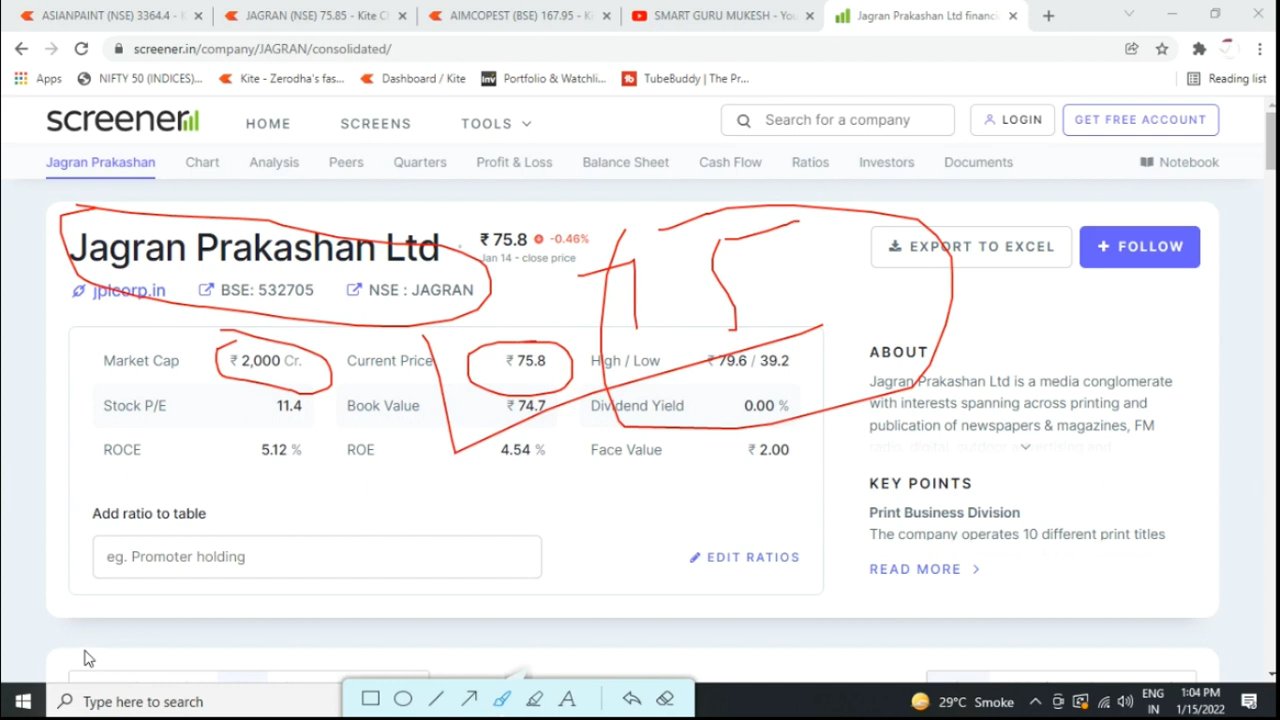 ASIANPAINT (NSE) 3364.4 - JAGRAN (NSE) 75.85 - Kite C AIMCOPEST (BSE) 167.95 - K SMART GURU MUKESH - You Jagran Prakashan Ltd financi
screener.in/company/JAGRAN/consolidated/
Apps NIFTY 50 (INDICES)... Kite - Zerodha's fas... Dashboard / Kite Inv Portfolio & Watchli... tb TubeBuddy | The Pr... Reading list
screener HOME SCREENS TOOLS Search for a company LOGIN GET FREE ACCOUNT
Jagran Prakashan Chart Analysis Peers Quarters Profit & Loss Balance Sheet Cash Flow Ratios Investors Documents Notebook
Jagran Prakashan Ltd ₹ 75.8 -0.46% EXPORT TO EXCEL + FOLLOW
Jan 14 - close price
jplcorp.in BSE: 532705 NSE : JAGRAN
15
Market Cap ₹ 2,000 Cr. Current Price ₹ 75.8 High / Low ₹ 79.6 / 39.2
Stock P/E 11.4 Book Value ₹ 74.7 Dividend Yield 0.00 %
ROCE 5.12 % ROE 4.54 % Face Value ₹ 2.00
Add ratio to table
eg. Promoter holding EDIT RATIOS
ABOUT
Jagran Prakashan Ltd is a media conglomerate
with interests spanning across printing and
publication of newspapers & magazines, FM
radio, digital, outdoor advertising and
KEY POINTS
Print Business Division
The company operates 10 different print titles
READ MORE
Type here to search A 29°C Smoke ENG 1:04 PM
IN 1/15/2022